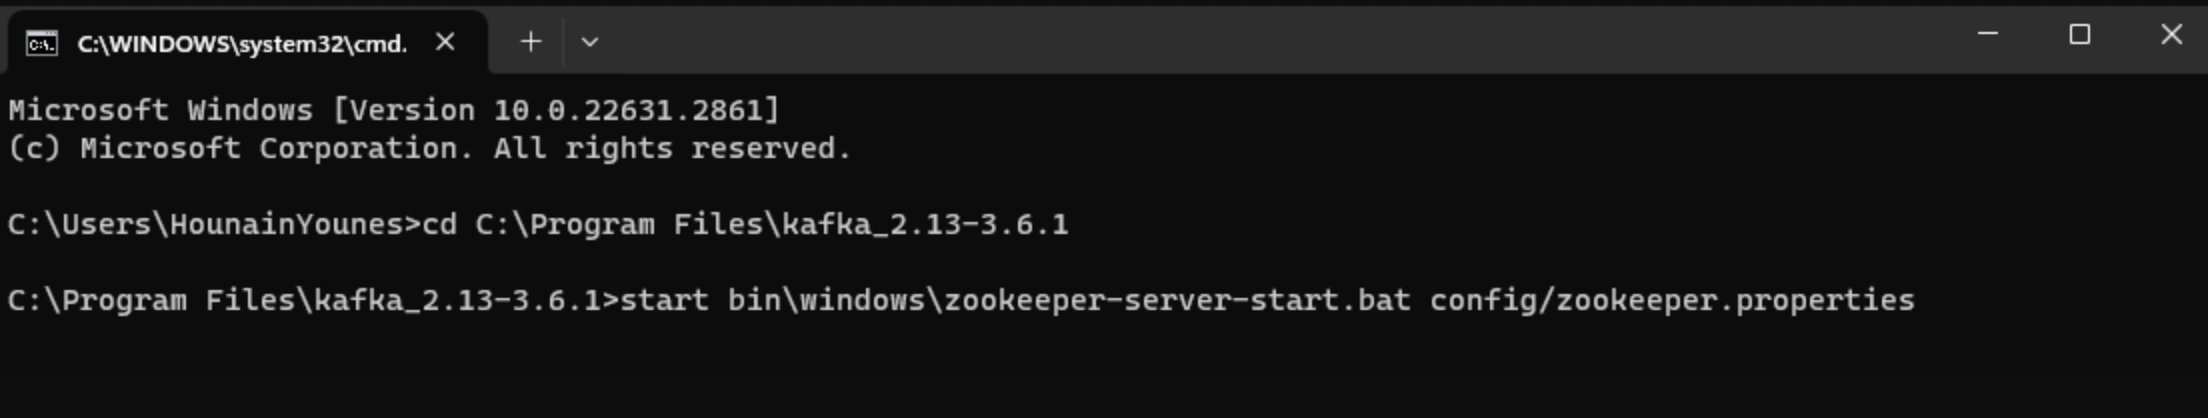 C:\WINDOWS\system32\cmd.
Microsoft Windows [Version 10.0.22631.2861]
(c) Microsoft Corporation. All rights reserved.
C:\Users\HounainYounes>cd C:\Program Files\kafka_2.13-3.6.1
C:\Program Files\kafka_2.13-3.6.1>start bin\windows\zookeeper-server-start.bat config/zookeeper.properties